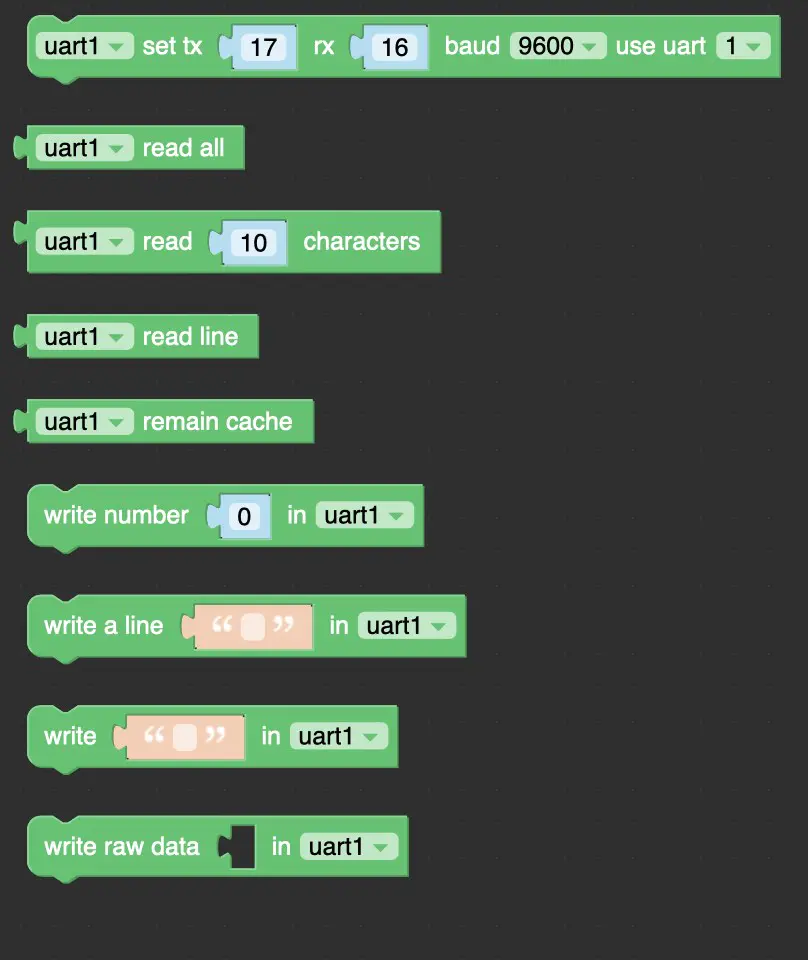 uart1 set tx 17 rx 16 baud 9600 use uart 1
uart1 read all
uart1 read 10 characters
uart1 read line
uart1 remain cache
write number 0 in uart1
write a line “ ” in uart1
write “ ” in uart1
write raw data in uart1